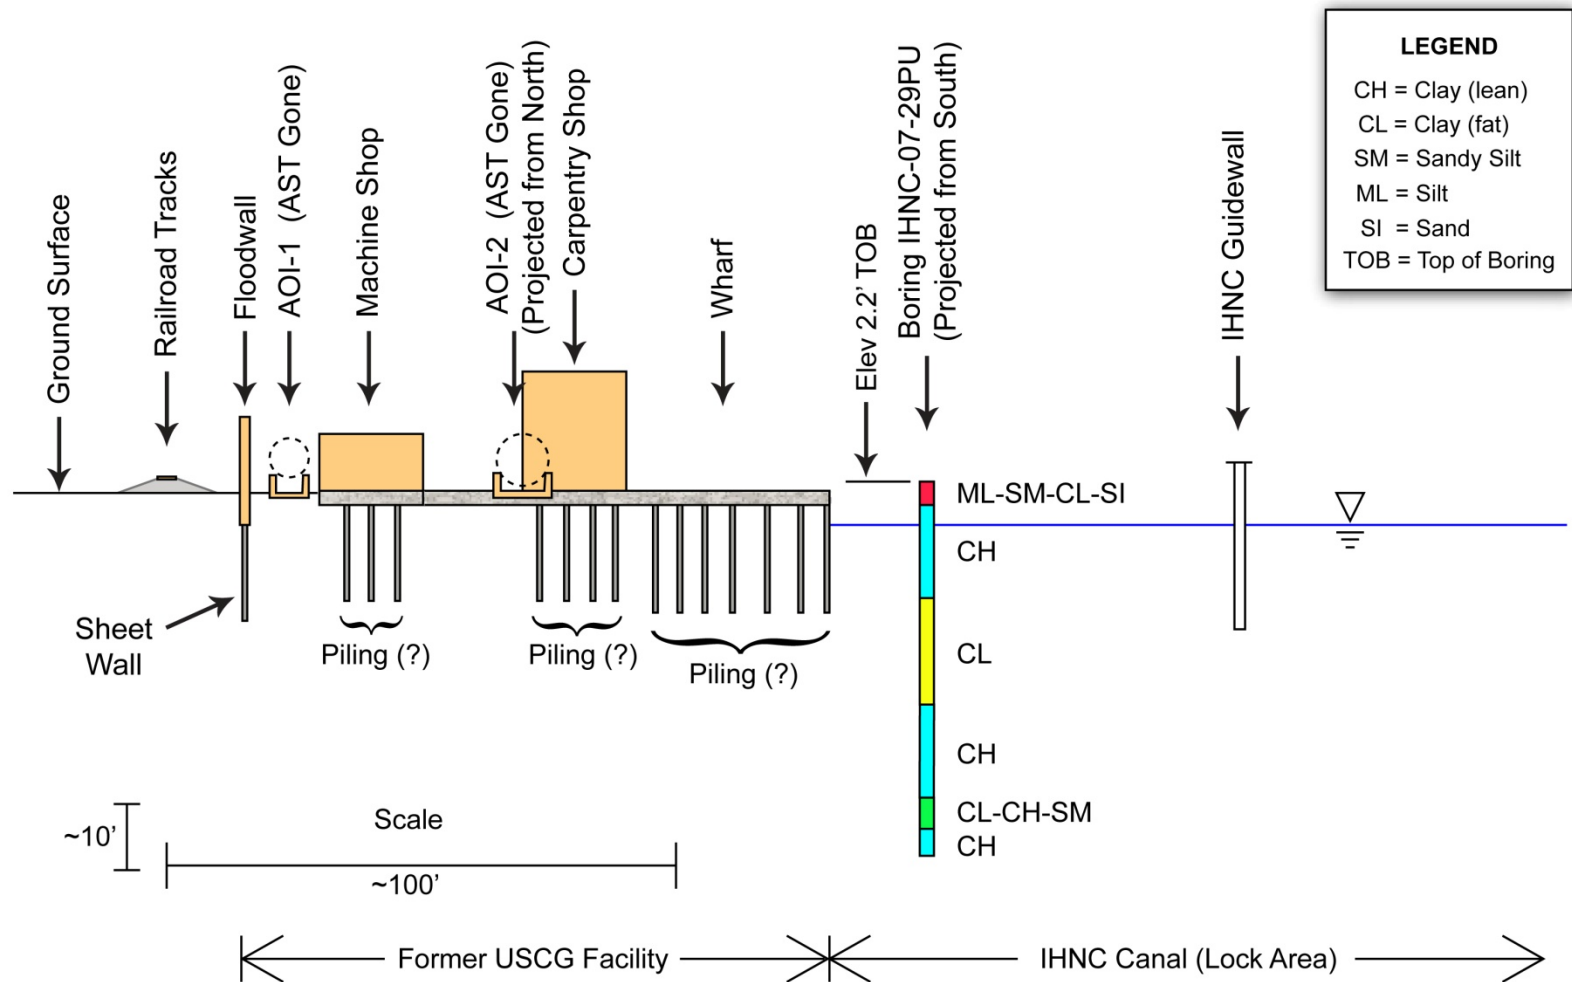 LEGEND
CH = Clay (lean)
CL = Clay (fat)
SM = Sandy Silt
ML = Silt
SI = Sand
TOB = Top of Boring
Ground Surface
Railroad Tracks
Floodwall
AOI-1 (AST Gone)
Machine Shop
AOI-2 (AST Gone)
(Projected from North)
Carpentry Shop
Wharf
Elev 2.2' TOB
Boring IHNC-07-29PU
(Projected from South)
IHNC Guidewall
ML-SM-CL-SI
CH
CL
CH
CL-CH-SM
CH
Sheet
Wall
Piling (?)
Piling (?)
Piling (?)
~10'
Scale
~100'
Former USCG Facility
IHNC Canal (Lock Area)